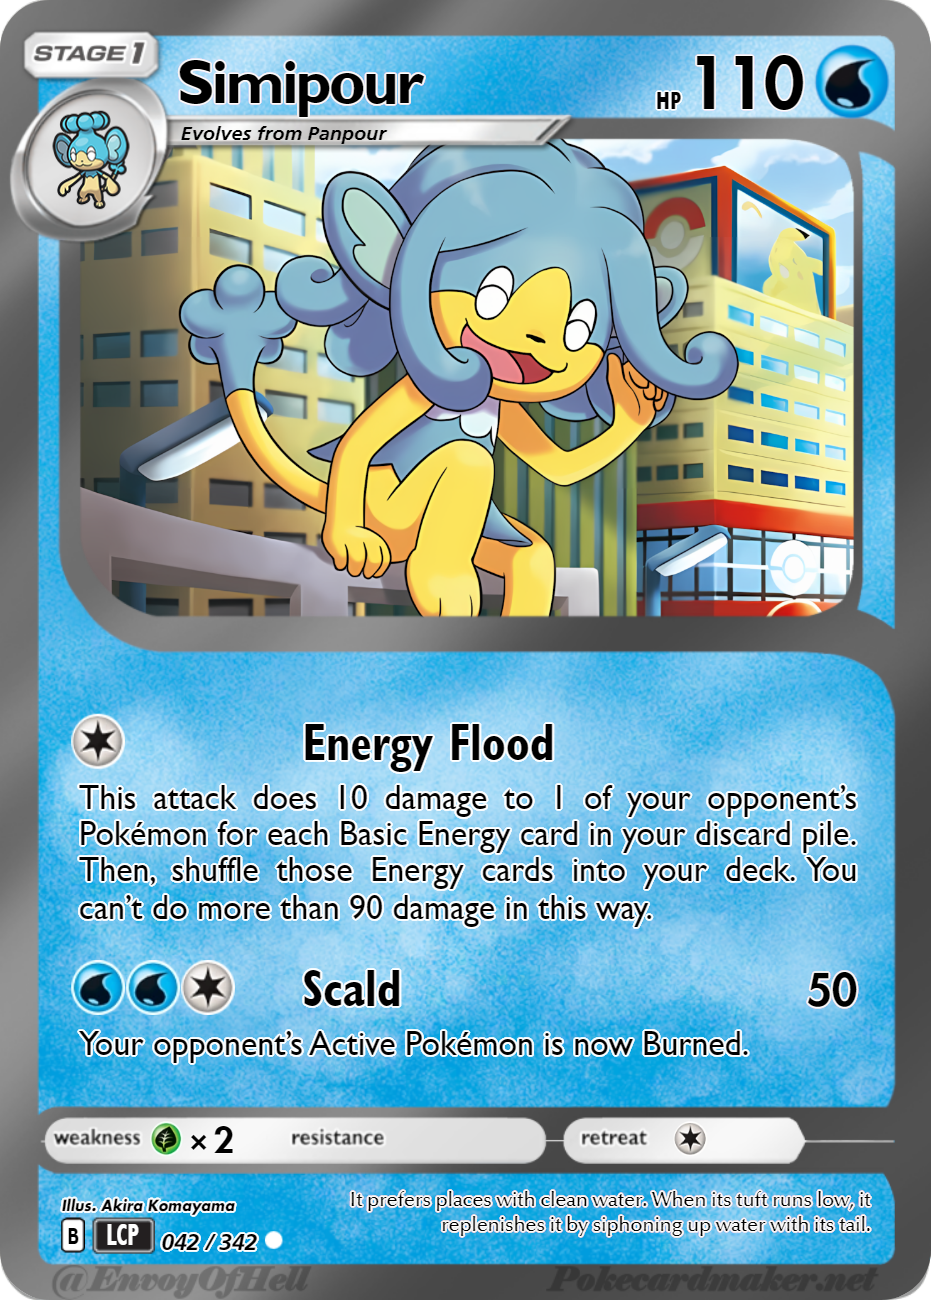 STAGE 1
Simipour
HP 110
Evolves from Panpour
Energy Flood
This attack does 10 damage to 1 of your opponent's
Pokémon for each Basic Energy card in your discard pile.
Then, shuffle those Energy cards into your deck. You
can't do more than 90 damage in this way.
Scald 50
Your opponent's Active Pokémon is now Burned.
weakness ×2 resistance retreat
Illus. Akira Komayama
It prefers places with clean water. When its tuft runs low, it
replenishes it by siphoning up water with its tail.
B LCP 042 / 342
@EnvoyOfHell Pokecardmaker.net